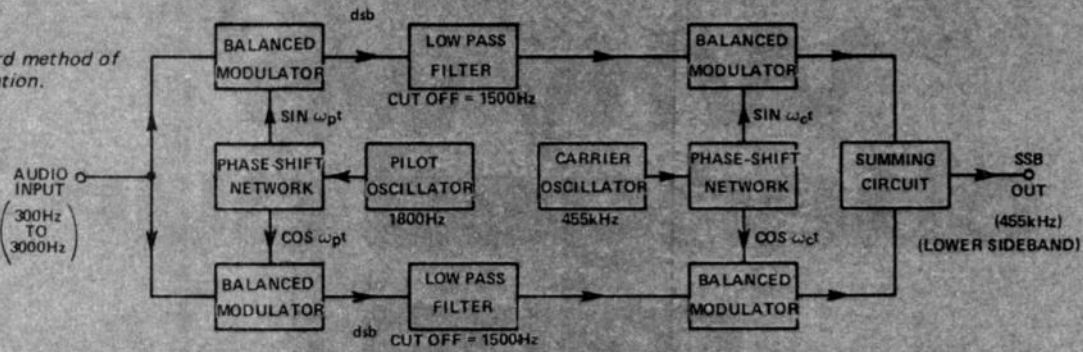 rd method of
tion.
dsb
BALANCED
MODULATOR
LOW PASS
FILTER
CUT OFF = 1500Hz
BALANCED
MODULATOR
SIN ωpt
SIN ωct
AUDIO
INPUT
(300Hz
TO
3000Hz)
PHASE-SHIFT
NETWORK
PILOT
OSCILLATOR
1800Hz
CARRIER
OSCILLATOR
455kHz
PHASE-SHIFT
NETWORK
SUMMING
CIRCUIT
SSB
OUT
(455kHz)
(LOWER SIDEBAND)
COS ωpt
COS ωct
BALANCED
MODULATOR
dsb
LOW PASS
FILTER
CUT OFF = 1500Hz
BALANCED
MODULATOR